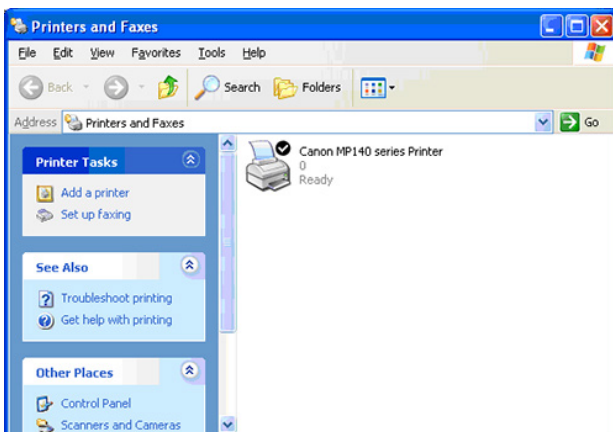 Printers and Faxes
File Edit View Favorites Tools Help
Back Search Folders
Address Printers and Faxes Go
Printer Tasks
Add a printer
Set up faxing
See Also
Troubleshoot printing
Get help with printing
Other Places
Control Panel
Scanners and Cameras
Canon MP140 series Printer
0
Ready